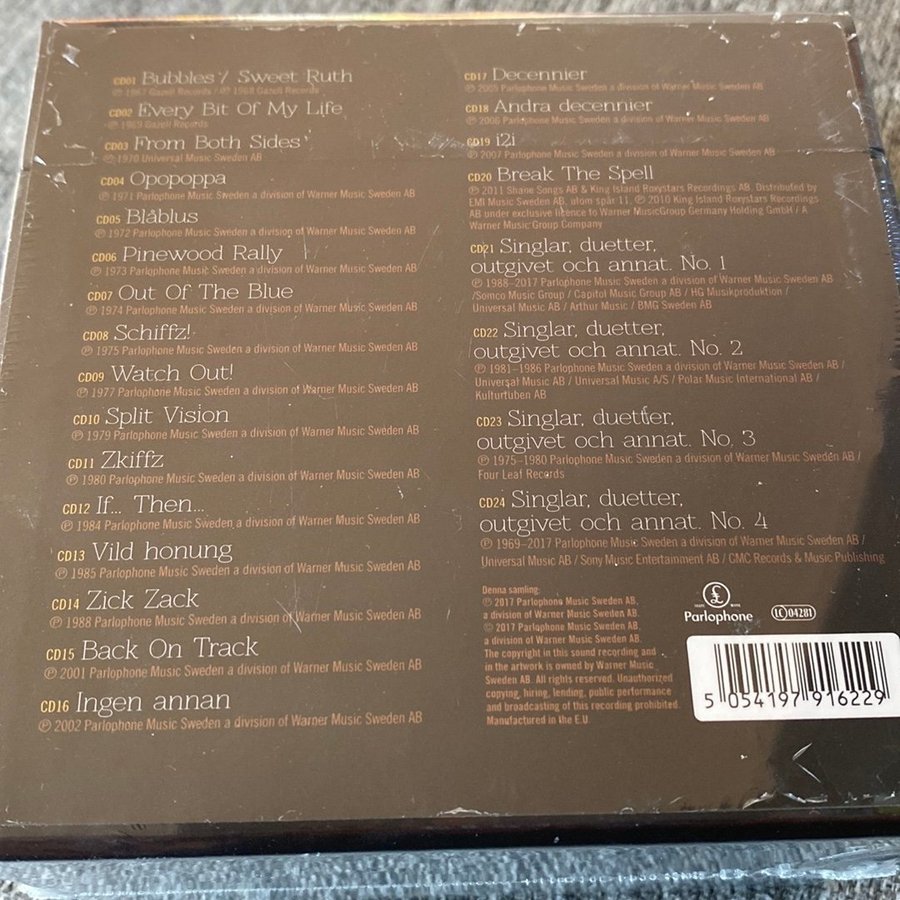 CD01 Bubbles / Sweet Ruth
℗ 1967 Gazell Records / ℗ 1968 Gazell Records
CD02 Every Bit Of My Life
℗ 1969 Gazell Records
CD03 From Both Sides
℗ 1970 Universal Music Sweden AB
CD04 Opopoppa
℗ 1971 Parlophone Music Sweden a division of Warner Music Sweden AB
CD05 Blåblus
℗ 1972 Parlophone Music Sweden a division of Warner Music Sweden AB
CD06 Pinewood Rally
℗ 1973 Parlophone Music Sweden a division of Warner Music Sweden AB
CD07 Out Of The Blue
℗ 1974 Parlophone Music Sweden a division of Warner Music Sweden AB
CD08 Schiffz!
℗ 1975 Parlophone Music Sweden a division of Warner Music Sweden AB
CD09 Watch Out!
℗ 1977 Parlophone Music Sweden a division of Warner Music Sweden AB
CD10 Split Vision
℗ 1979 Parlophone Music Sweden a division of Warner Music Sweden AB
CD11 Zkiffz
℗ 1980 Parlophone Music Sweden a division of Warner Music Sweden AB
CD12 If... Then...
℗ 1984 Parlophone Music Sweden a division of Warner Music Sweden AB
CD13 Vild honung
℗ 1985 Parlophone Music Sweden a division of Warner Music Sweden AB
CD14 Zick Zack
℗ 1988 Parlophone Music Sweden a division of Warner Music Sweden AB
CD15 Back On Track
℗ 2001 Parlophone Music Sweden a division of Warner Music Sweden AB
CD16 Ingen annan
℗ 2002 Parlophone Music Sweden a division of Warner Music Sweden AB
CD17 Decennier
℗ 2005 Parlophone Music Sweden a division of Warner Music Sweden AB
CD18 Andra decennier
℗ 2006 Parlophone Music Sweden a division of Warner Music Sweden AB
CD19 i2i
℗ 2007 Parlophone Music Sweden a division of Warner Music Sweden AB
CD20 Break The Spell
℗ 2011 Shane Songs AB & King Island Roxystars Recordings AB. Distributed by
EMI Music Sweden AB, utom spår 11, ℗ 2010 King Island Roxystars Recordings
AB under exclusive licence to Warner MusicGroup Germany Holding GmbH / A
Warner Music Group Company
CD21 Singlar, duetter,
outgivet och annat. No. 1
℗ 1988–2017 Parlophone Music Sweden a division of Warner Music Sweden AB
/Somco Music Group / Capitol Music Group AB / HG Musikproduktion /
Universal Music AB / Arthur Music / BMG Sweden AB
CD22 Singlar, duetter,
outgivet och annat. No. 2
℗ 1981–1986 Parlophone Music Sweden a division of Warner Music Sweden AB /
Universal Music AB / Universal Music A/S / Polar Music International AB /
Kulturtuben AB
CD23 Singlar, duetter,
outgivet och annat. No. 3
℗ 1975–1980 Parlophone Music Sweden a division of Warner Music Sweden AB /
Four Leaf Records
CD24 Singlar, duetter,
outgivet och annat. No. 4
℗ 1969–2017 Parlophone Music Sweden a division of Warner Music Sweden AB /
Universal Music AB / Sony Music Entertainment AB / CMC Records & Music Publishing
Denna samling:
℗ 2017 Parlophone Music Sweden AB,
a division of Warner Music Sweden AB.
© 2017 Parlophone Music Sweden AB,
a division of Warner Music Sweden AB.
The copyright in this sound recording and
in the artwork is owned by Warner Music
Sweden AB. All rights reserved. Unauthorized
copying, hiring, lending, public performance
and broadcasting of this recording prohibited.
Manufactured in the E.U.
£
TRADE MARK
Parlophone
LC 04281
5 054197 916229